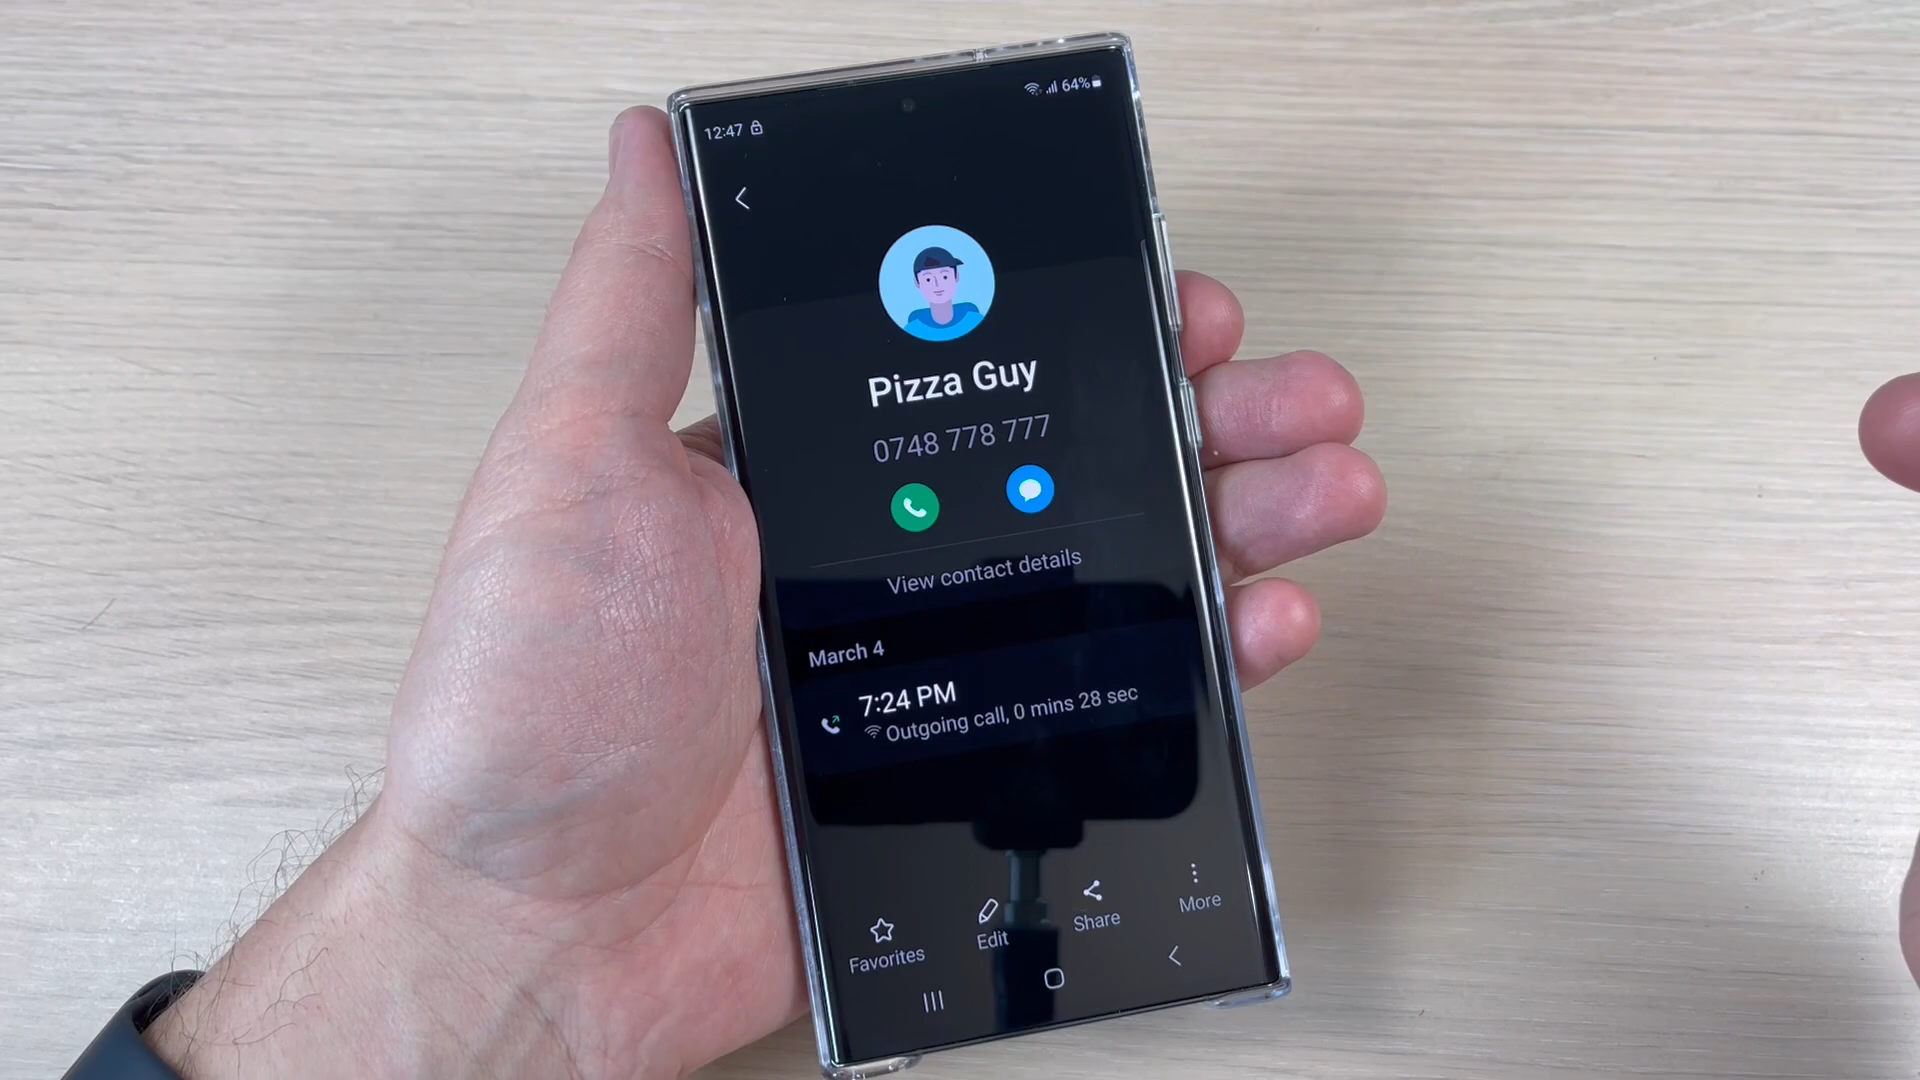 12:47
64%
Pizza Guy
0748 778 777
View contact details
March 4
7:24 PM
Outgoing call, 0 mins 28 sec
Favorites
Edit
Share
More